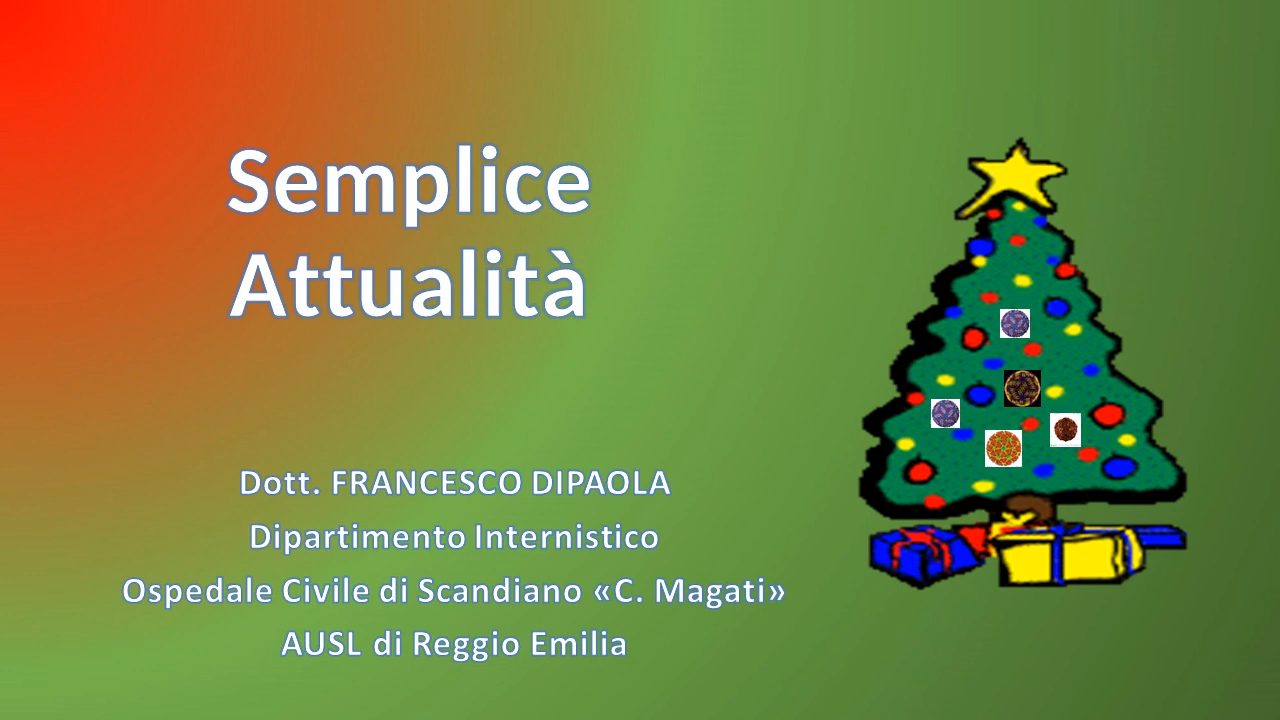 Semplice
Attualità
Dott. FRANCESCO DIPAOLA
Dipartimento Internistico
Ospedale Civile di Scandiano «C. Magati»
AUSL di Reggio Emilia